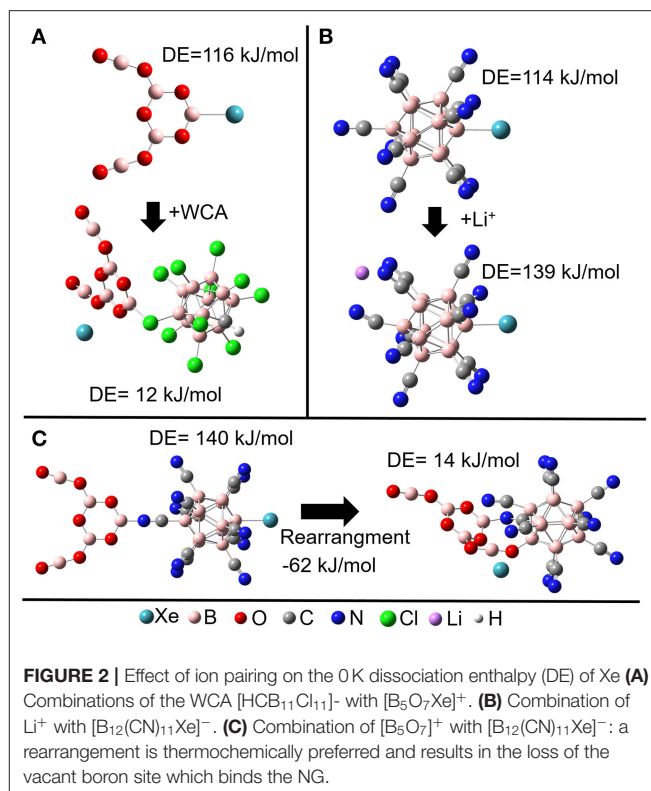 A
DE=116 kJ/mol
+WCA
DE= 12 kJ/mol
B
DE=114 kJ/mol
+Li⁺
DE=139 kJ/mol
C
DE= 140 kJ/mol
Rearrangment
-62 kJ/mol
DE= 14 kJ/mol
Xe B O C N Cl Li H
FIGURE 2 | Effect of ion pairing on the 0 K dissociation enthalpy (DE) of Xe (A)
Combinations of the WCA [HCB₁₁Cl₁₁]- with [B₅O₇Xe]⁺. (B) Combination of
Li⁺ with [B₁₂(CN)₁₁Xe]⁻. (C) Combination of [B₅O₇]⁺ with [B₁₂(CN)₁₁Xe]⁻: a
rearrangement is thermochemically preferred and results in the loss of the
vacant boron site which binds the NG.